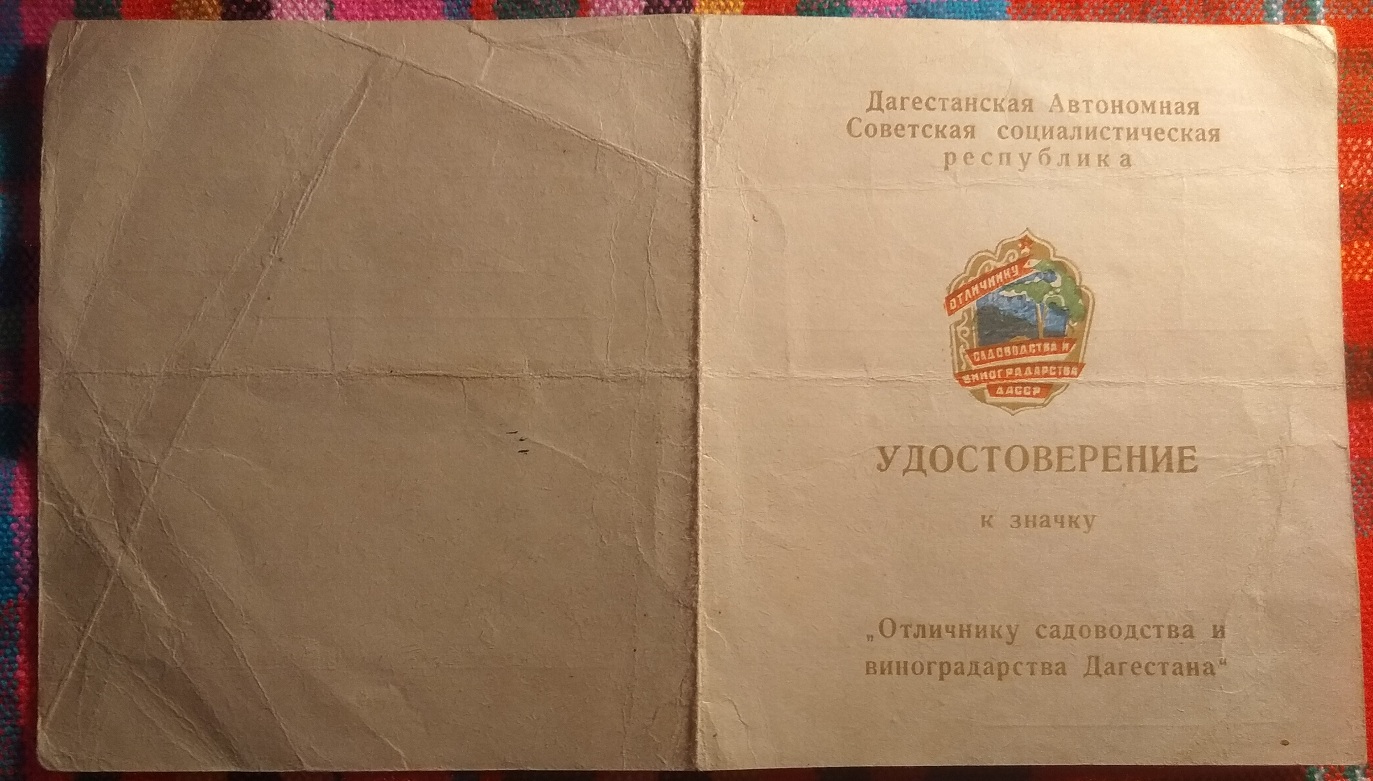 Дагестанская Автономная
Советская социалистическая
республика
ОТЛИЧНИКУ
САДОВОДСТВА И
ВИНОГРАДАРСТВА
ДАССР
УДОСТОВЕРЕНИЕ
к значку
„Отличнику садоводства и
виноградарства Дагестана“